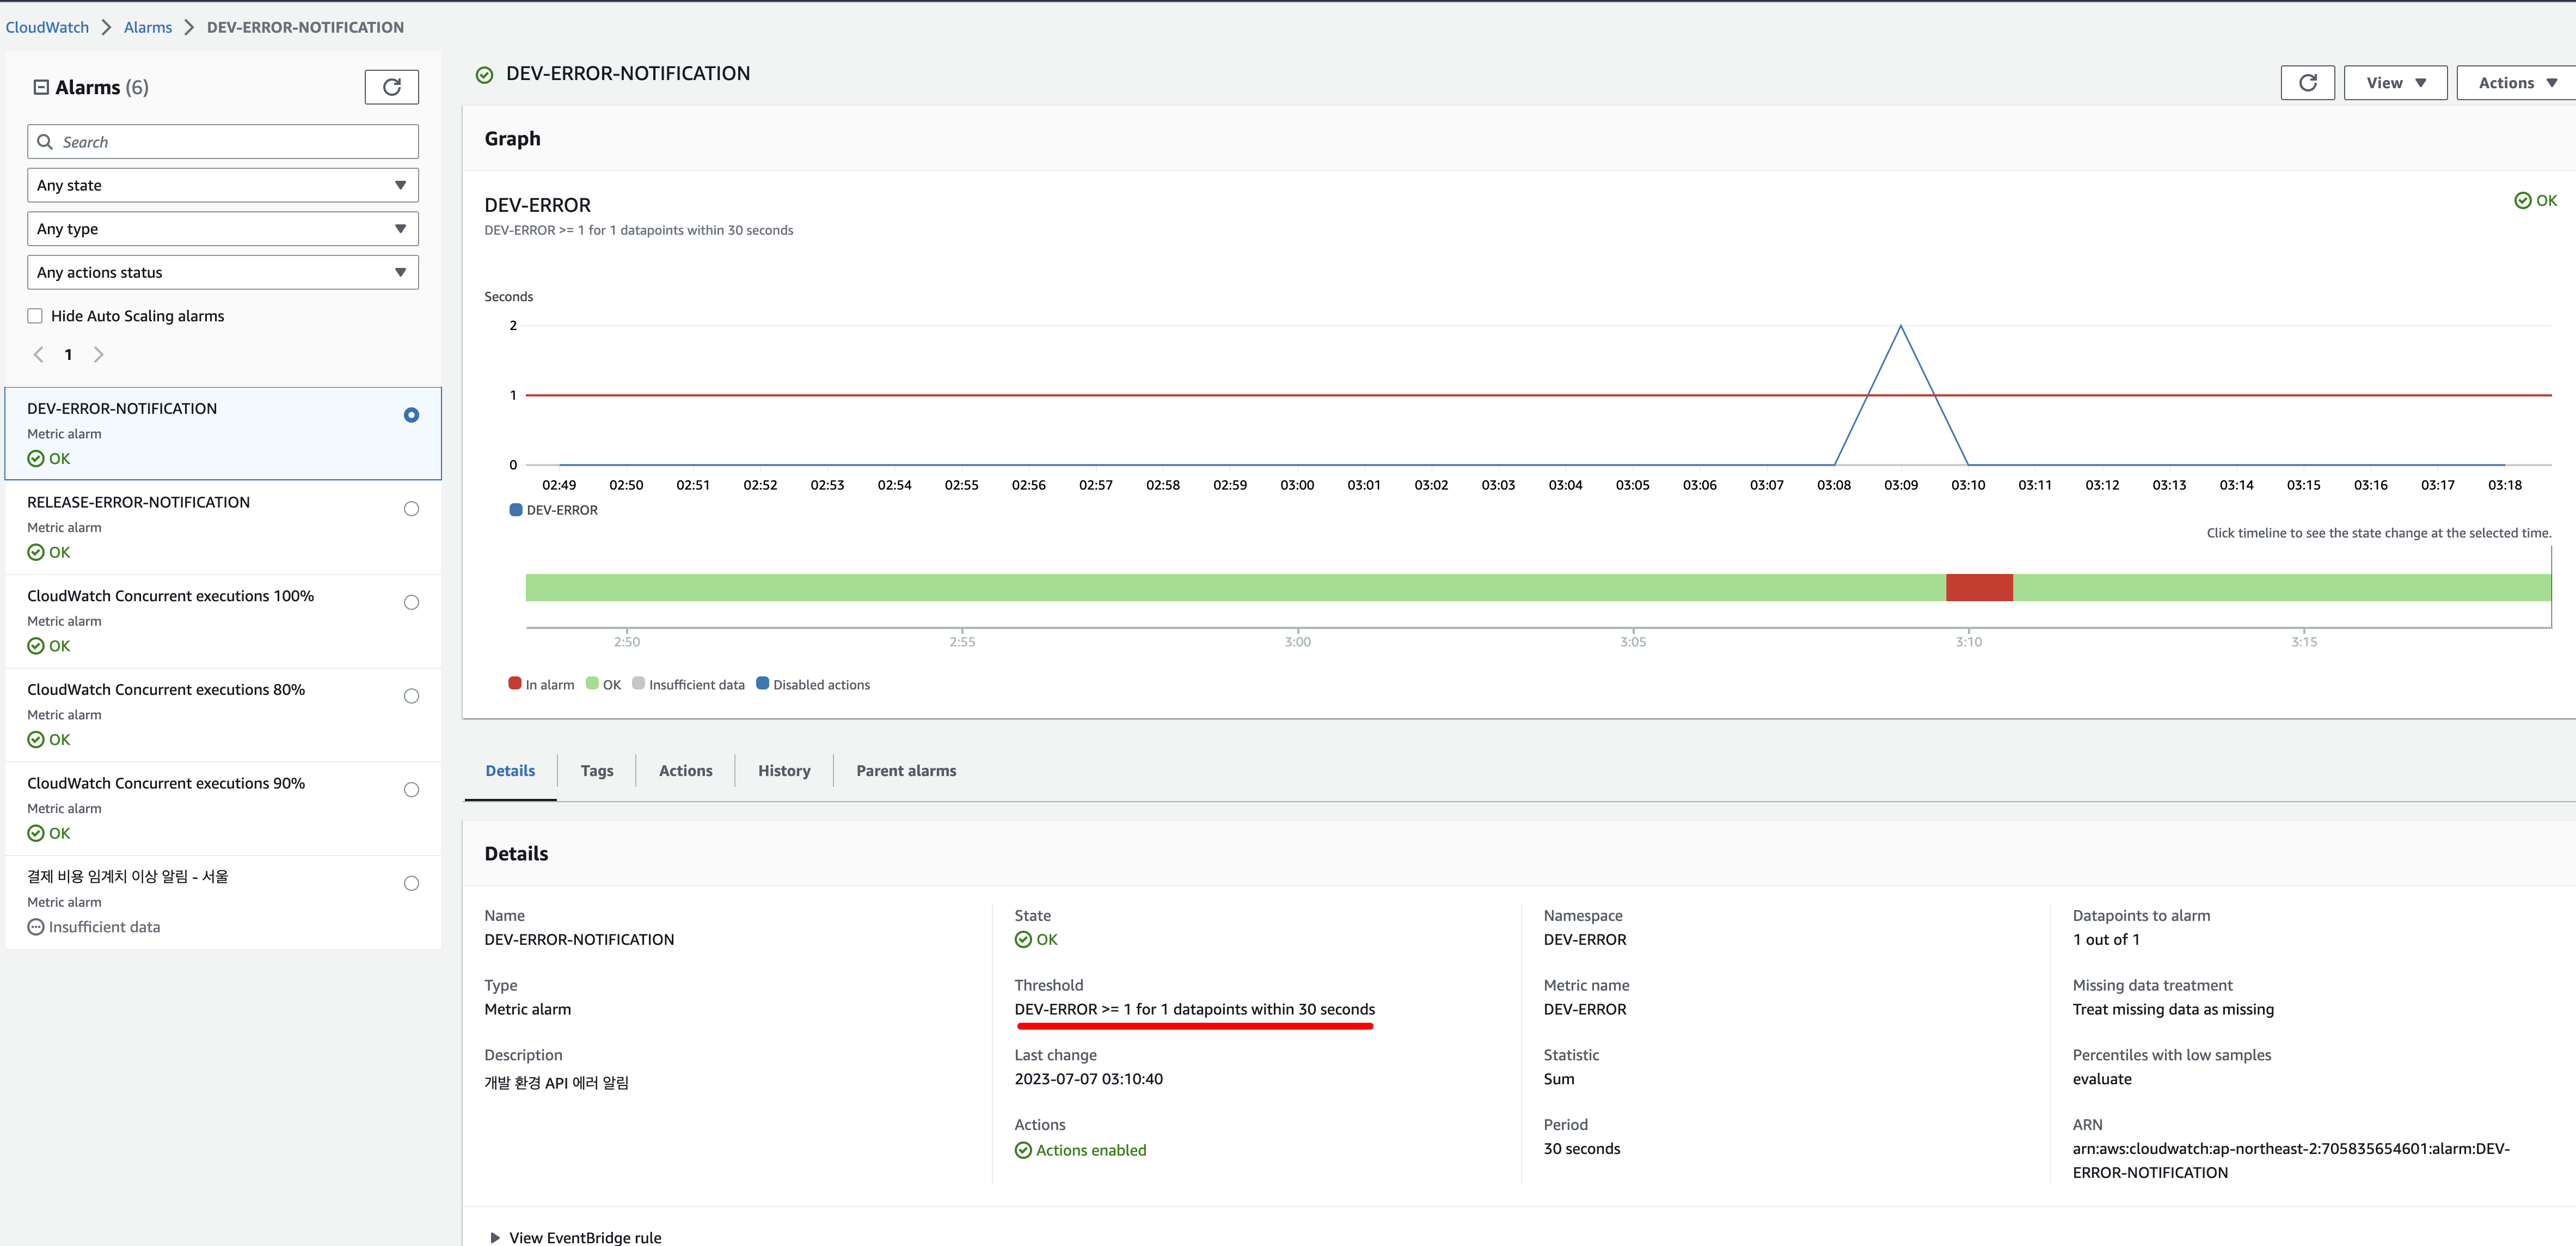 CloudWatch > Alarms > DEV-ERROR-NOTIFICATION
Alarms (6)
Search
Any state
Any type
Any actions status
Hide Auto Scaling alarms
1
DEV-ERROR-NOTIFICATION
Metric alarm
OK
RELEASE-ERROR-NOTIFICATION
Metric alarm
OK
CloudWatch Concurrent executions 100%
Metric alarm
OK
CloudWatch Concurrent executions 80%
Metric alarm
OK
CloudWatch Concurrent executions 90%
Metric alarm
OK
결제 비용 임계치 이상 알림 - 서울
Metric alarm
Insufficient data
DEV-ERROR-NOTIFICATION
View
Actions
Graph
DEV-ERROR
OK
DEV-ERROR >= 1 for 1 datapoints within 30 seconds
Seconds
2
1
0
02:49 02:50 02:51 02:52 02:53 02:54 02:55 02:56 02:57 02:58 02:59 03:00 03:01 03:02 03:03 03:04 03:05 03:06 03:07 03:08 03:09 03:10 03:11 03:12 03:13 03:14 03:15 03:16 03:17 03:18
DEV-ERROR
Click timeline to see the state change at the selected time.
2:50 2:55 3:00 3:05 3:10 3:15
In alarm OK Insufficient data Disabled actions
Details Tags Actions History Parent alarms
Details
Name
DEV-ERROR-NOTIFICATION
Type
Metric alarm
Description
개발 환경 API 에러 알림
State
OK
Threshold
DEV-ERROR >= 1 for 1 datapoints within 30 seconds
Last change
2023-07-07 03:10:40
Actions
Actions enabled
Namespace
DEV-ERROR
Metric name
DEV-ERROR
Statistic
Sum
Period
30 seconds
Datapoints to alarm
1 out of 1
Missing data treatment
Treat missing data as missing
Percentiles with low samples
evaluate
ARN
arn:aws:cloudwatch:ap-northeast-2:705835654601:alarm:DEV-
ERROR-NOTIFICATION
View EventBridge rule